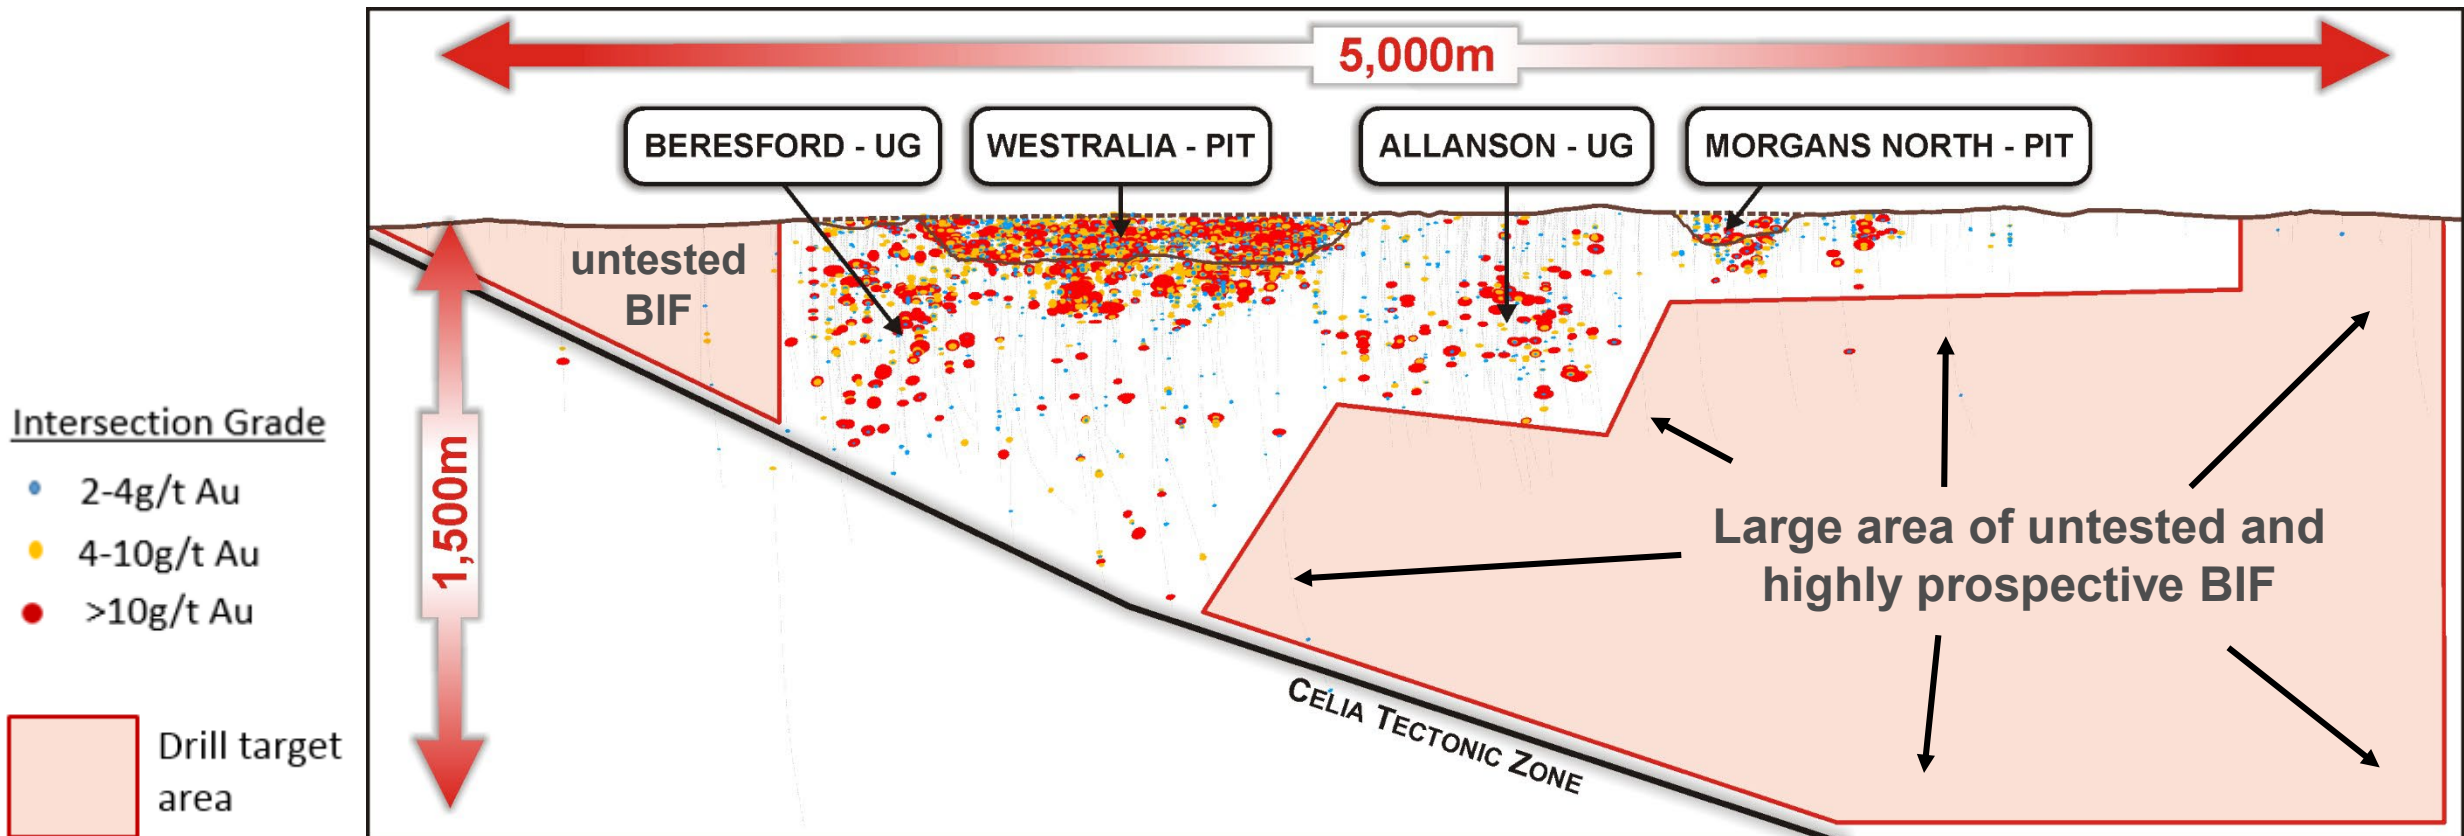 5,000m
BERESFORD - UG
WESTRALIA - PIT
ALLANSON - UG
MORGANS NORTH - PIT
untested
BIF
Intersection Grade
2-4g/t Au
4-10g/t Au
>10g/t Au
1,500m
Large area of untested and
highly prospective BIF
CELIA TECTONIC ZONE
Drill target
area